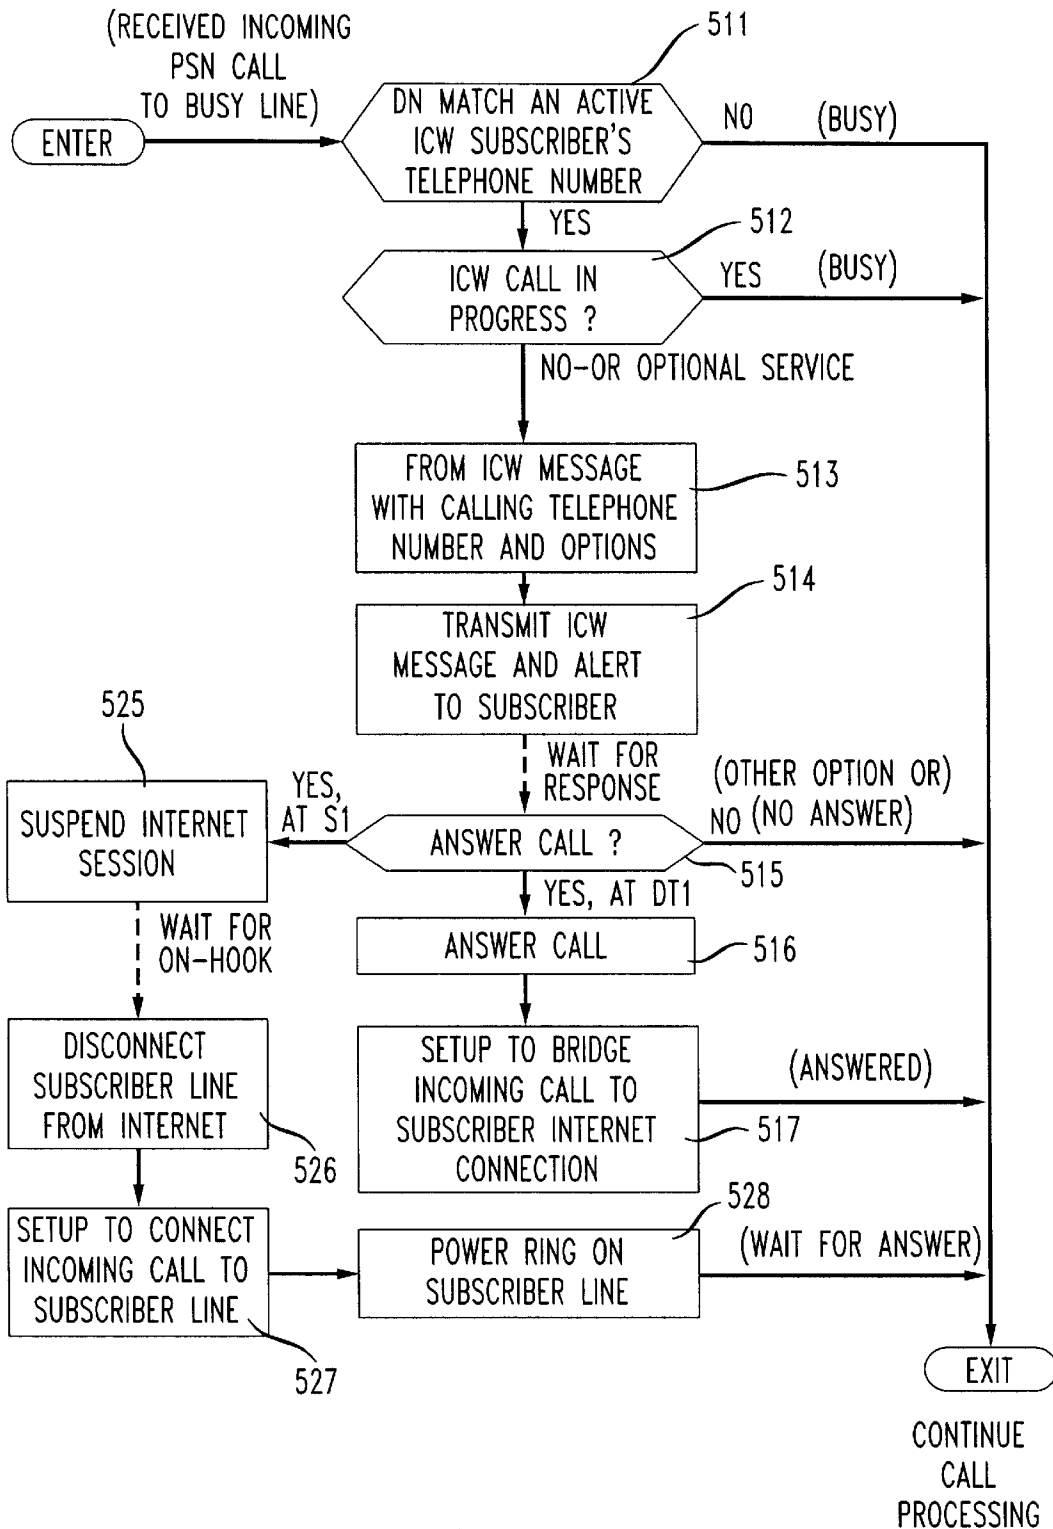 (RECEIVED INCOMING
PSN CALL
TO BUSY LINE)
ENTER
511
DN MATCH AN ACTIVE
ICW SUBSCRIBER'S
TELEPHONE NUMBER
NO (BUSY)
YES
512
ICW CALL IN
PROGRESS ?
YES (BUSY)
NO-OR OPTIONAL SERVICE
FROM ICW MESSAGE
WITH CALLING TELEPHONE
NUMBER AND OPTIONS
513
514
TRANSMIT ICW
MESSAGE AND ALERT
TO SUBSCRIBER
WAIT FOR
RESPONSE
525
SUSPEND INTERNET
SESSION
YES,
AT S1
ANSWER CALL ?
(OTHER OPTION OR)
NO (NO ANSWER)
515
YES, AT DT1
WAIT FOR
ON-HOOK
ANSWER CALL
516
DISCONNECT
SUBSCRIBER LINE
FROM INTERNET
526
SETUP TO BRIDGE
INCOMING CALL TO
SUBSCRIBER INTERNET
CONNECTION
(ANSWERED)
517
SETUP TO CONNECT
INCOMING CALL TO
SUBSCRIBER LINE
527
528
POWER RING ON
SUBSCRIBER LINE
(WAIT FOR ANSWER)
EXIT
CONTINUE
CALL
PROCESSING